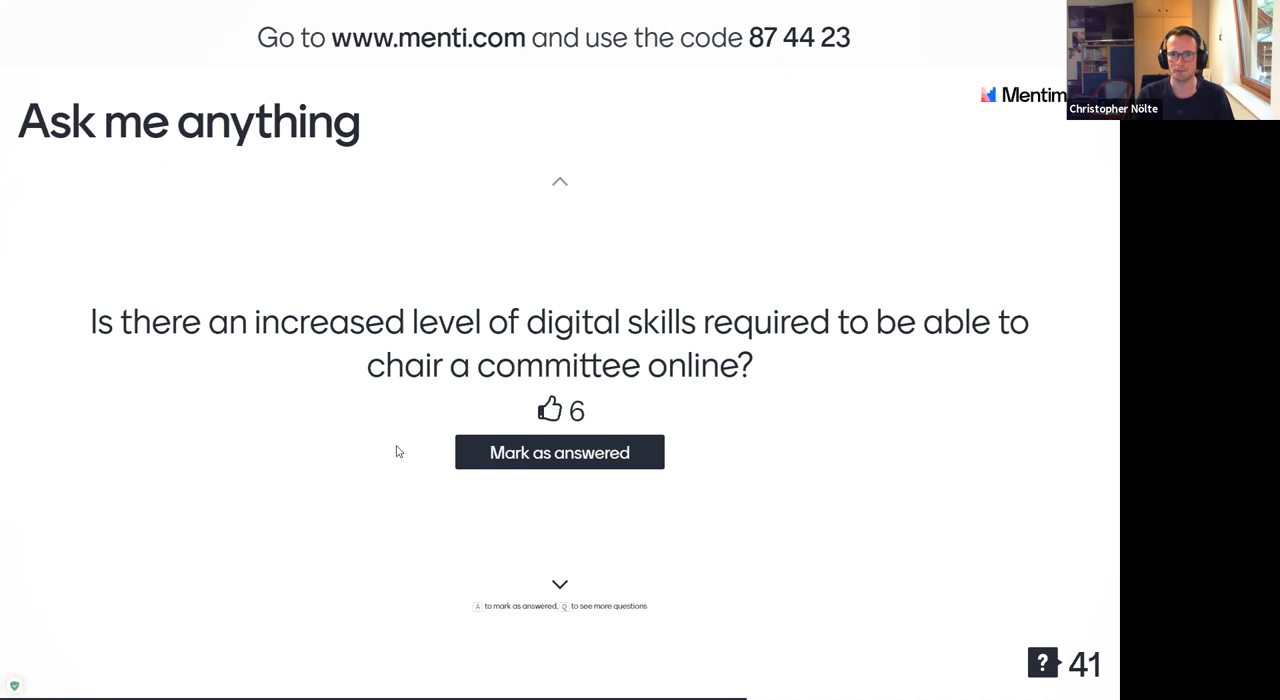 Go to www.menti.com and use the code 87 44 23
Mentim
Christopher Nölte
Ask me anything
Is there an increased level of digital skills required to be able to
chair a committee online?
6
Mark as answered
A to mark as answered, Q to see more questions
? 41